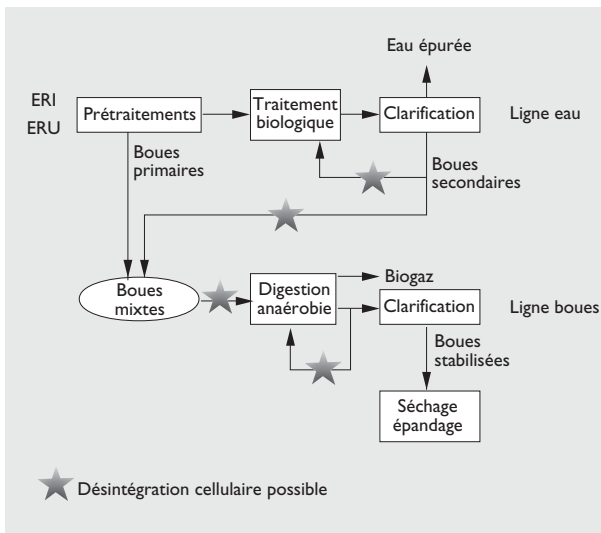 Eau épurée
ERI
ERU
Prétraitements
Traitement
biologique
Clarification
Ligne eau
Boues
primaires
Boues
secondaires
Boues
mixtes
Digestion
anaérobie
Biogaz
Clarification
Ligne boues
Boues
stabilisées
Séchage
épandage
Désintégration cellulaire possible